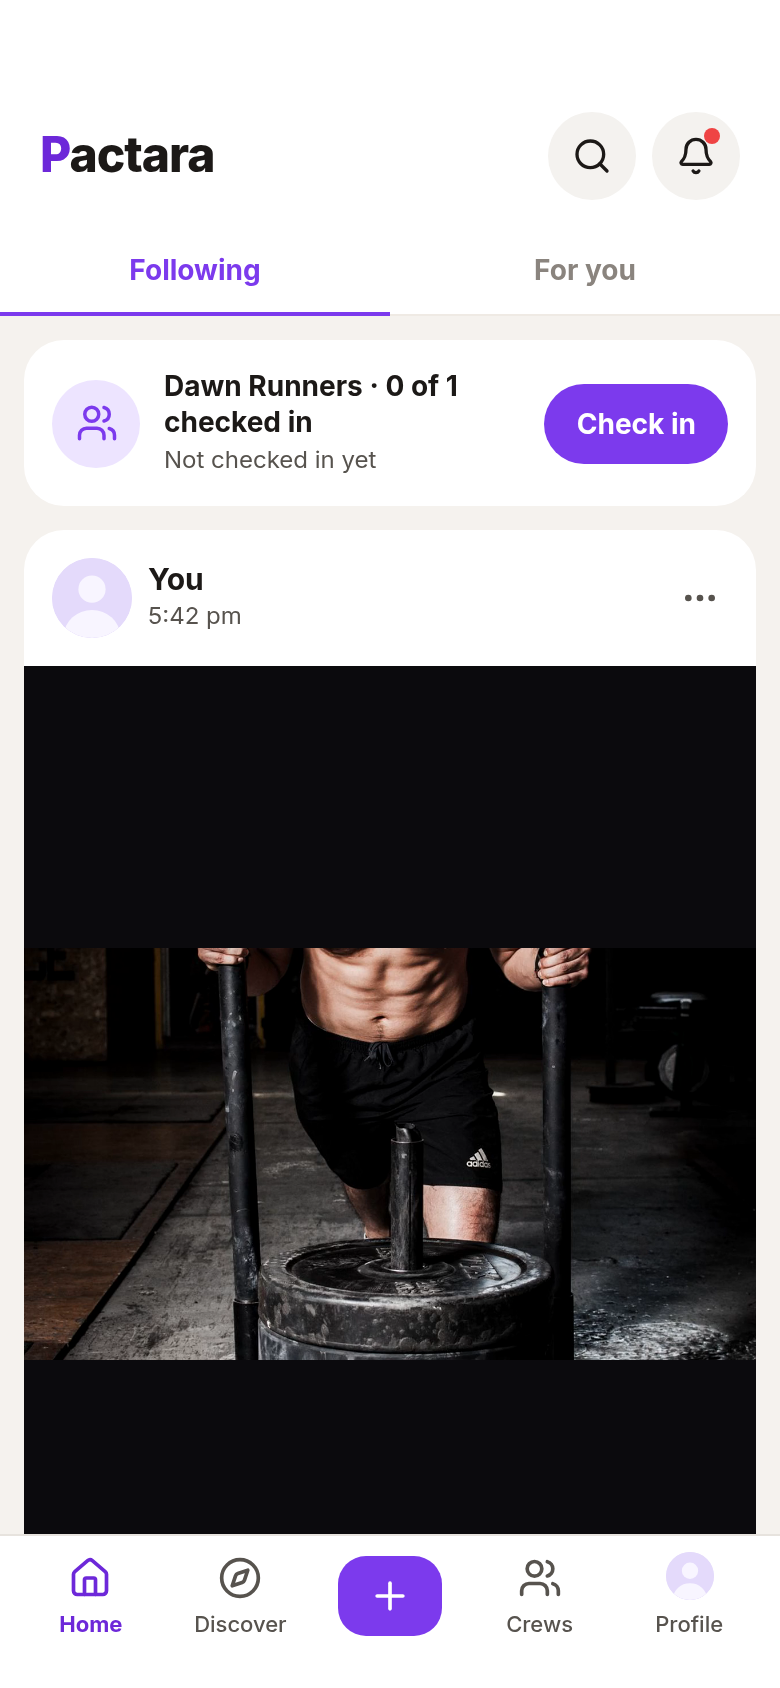 Pactara
Following
For you
Dawn Runners · 0 of 1
checked in
Not checked in yet
Check in
You
5:42 pm
adidas
Home
Discover
Crews
Profile